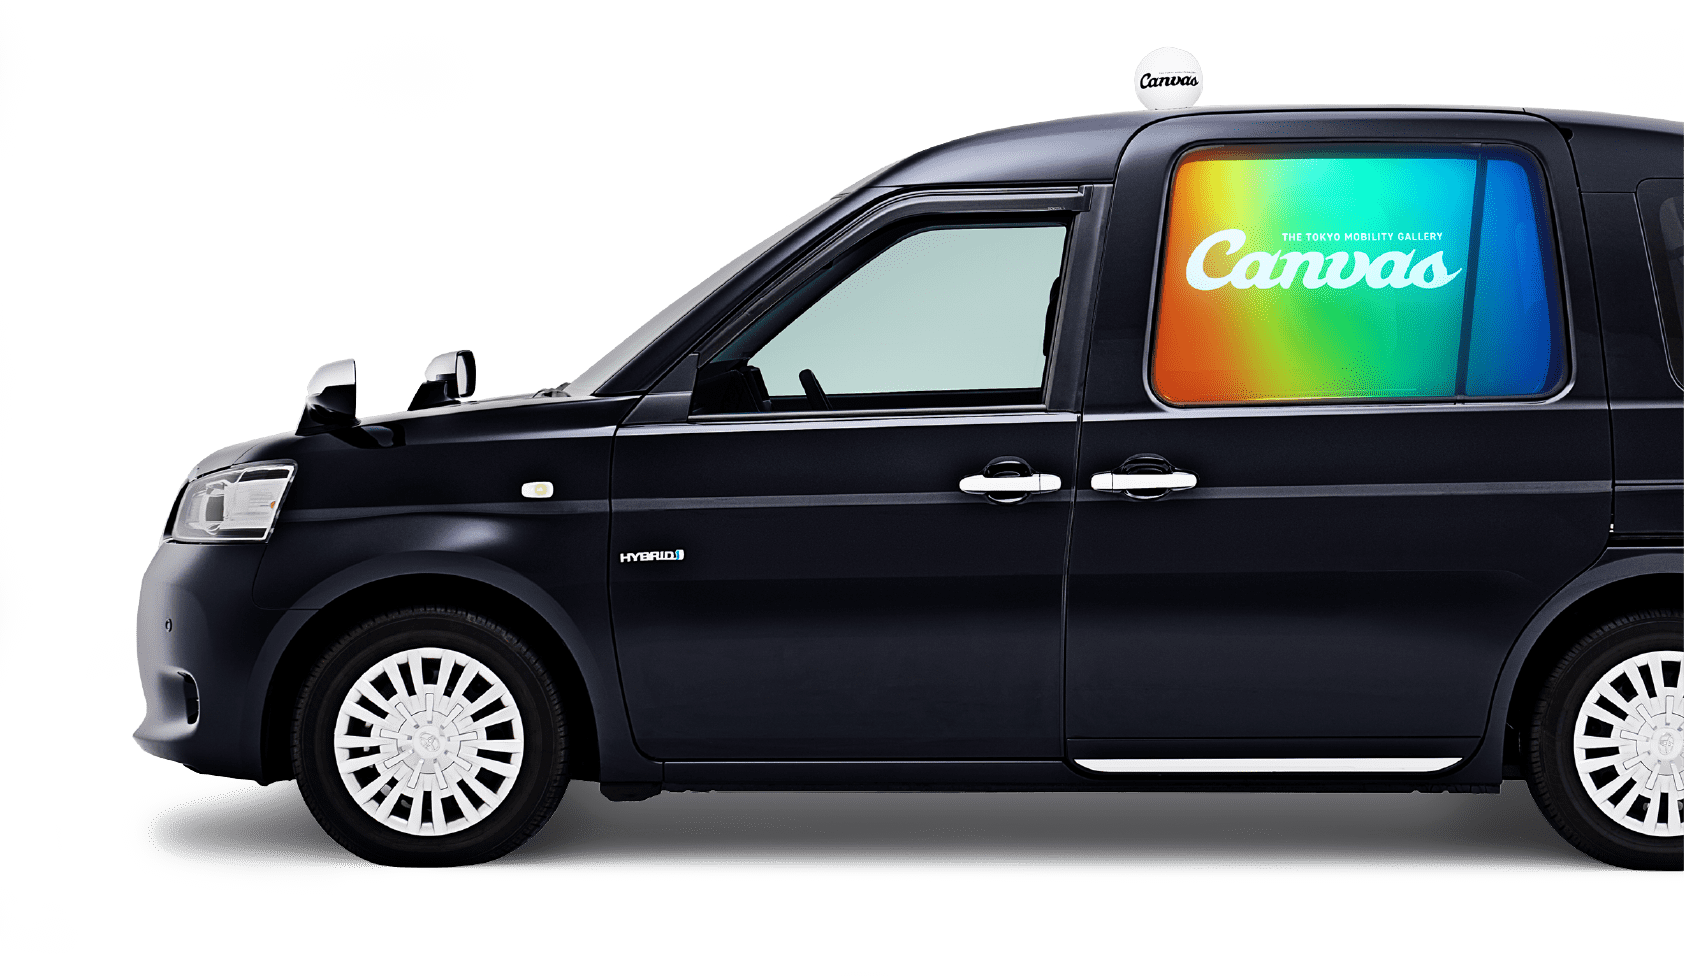 Canvas
THE TOKYO MOBILITY GALLERY
Canvas
HYBRID